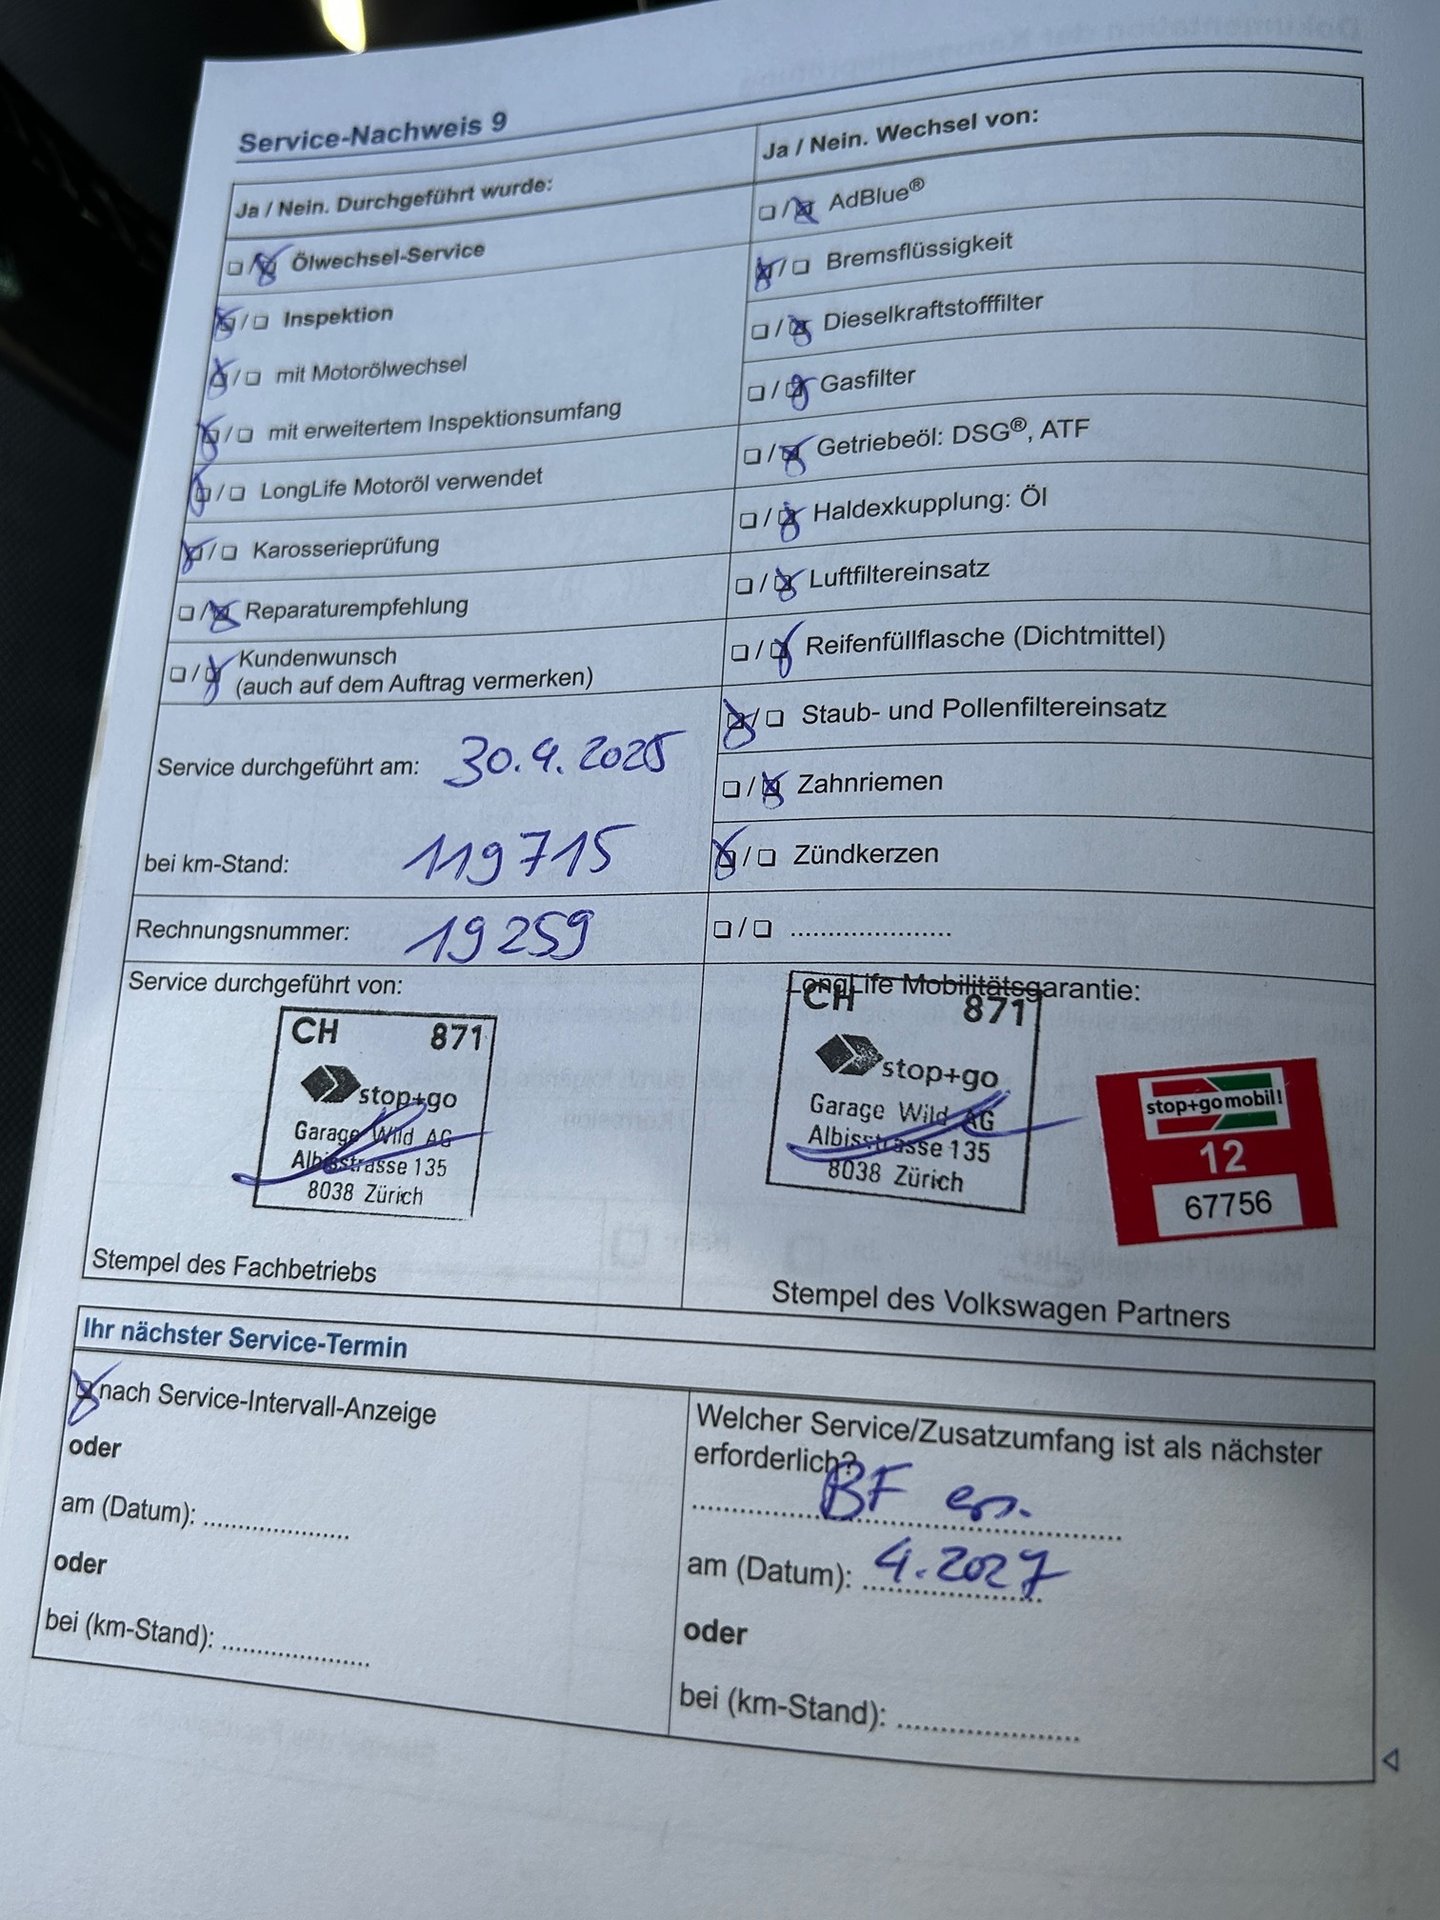 Service-Nachweis 9
Ja / Nein. Durchgeführt wurde:
☐ / ☒ Ölwechsel-Service
☒ / ☐ Inspektion
☒ / ☐ mit Motorölwechsel
☒ / ☐ mit erweitertem Inspektionsumfang
☒ / ☐ LongLife Motoröl verwendet
☒ / ☐ Karosserieprüfung
☐ / ☒ Reparaturempfehlung
☐ / ☒ Kundenwunsch
(auch auf dem Auftrag vermerken)
Service durchgeführt am: 30.4.2025
bei km-Stand: 119715
Rechnungsnummer: 19259
Ja / Nein. Wechsel von:
☐ / ☒ AdBlue®
☒ / ☐ Bremsflüssigkeit
☐ / ☒ Dieselkraftstofffilter
☐ / ☒ Gasfilter
☐ / ☒ Getriebeöl: DSG®, ATF
☐ / ☒ Haldexkupplung: Öl
☐ / ☒ Luftfiltereinsatz
☐ / ☒ Reifenfüllflasche (Dichtmittel)
☒ / ☐ Staub- und Pollenfiltereinsatz
☐ / ☒ Zahnriemen
☒ / ☐ Zündkerzen
☐ / ☐ ......................
Service durchgeführt von:
CH 871
stop+go
Garage Wild AG
Albisstrasse 135
8038 Zürich
Stempel des Fachbetriebs
LongLife Mobilitätsgarantie:
CH 871
stop+go
Garage Wild AG
Albisstrasse 135
8038 Zürich
stop+go mobil!
12
67756
Stempel des Volkswagen Partners
Ihr nächster Service-Termin
☒ nach Service-Intervall-Anzeige
oder
am (Datum): ......................
oder
bei (km-Stand): ......................
Welcher Service/Zusatzumfang ist als nächster
erforderlich?
BF
am (Datum): 4.2027
oder
bei (km-Stand): ...........................